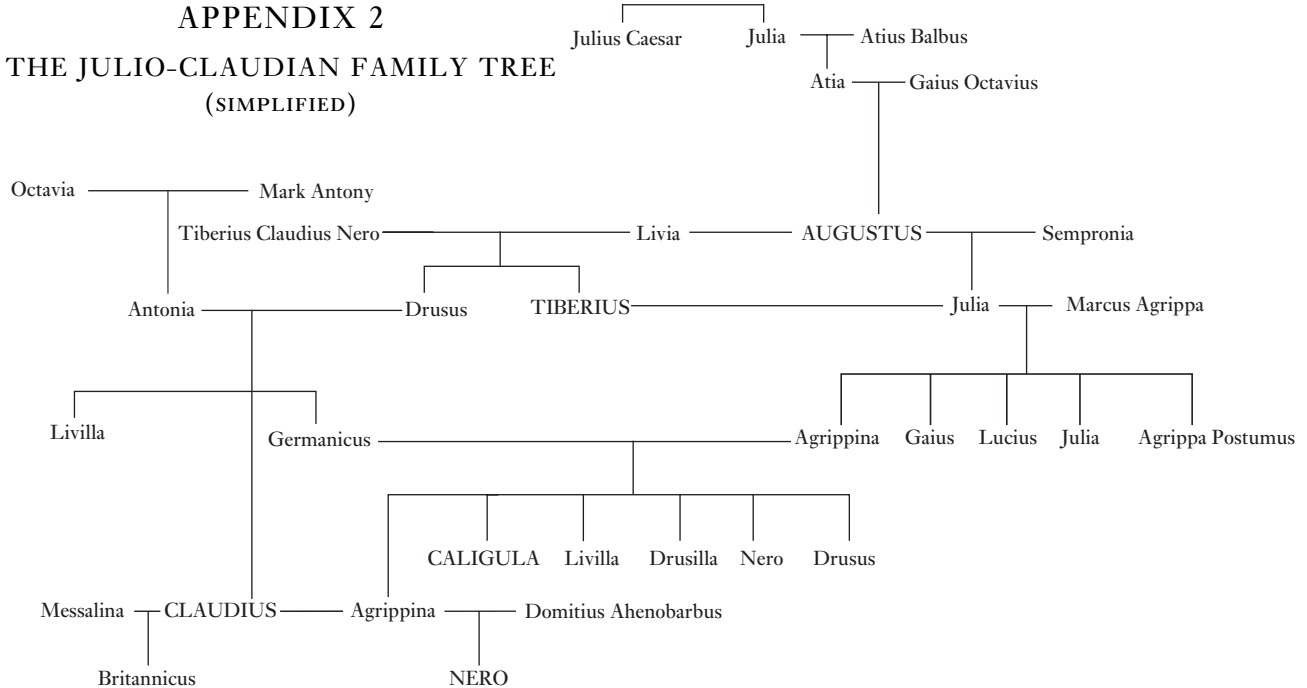 APPENDIX 2
THE JULIO-CLAUDIAN FAMILY TREE
(SIMPLIFIED)
Julius Caesar Julia Atius Balbus
Atia Gaius Octavius
Octavia Mark Antony
Tiberius Claudius Nero Livia AUGUSTUS Sempronia
Antonia Drusus TIBERIUS Julia Marcus Agrippa
Livilla Germanicus Agrippina Gaius Lucius Julia Agrippa Postumus
CALIGULA Livilla Drusilla Nero Drusus
Messalina CLAUDIUS Agrippina Domitius Ahenobarbus
Britannicus NERO